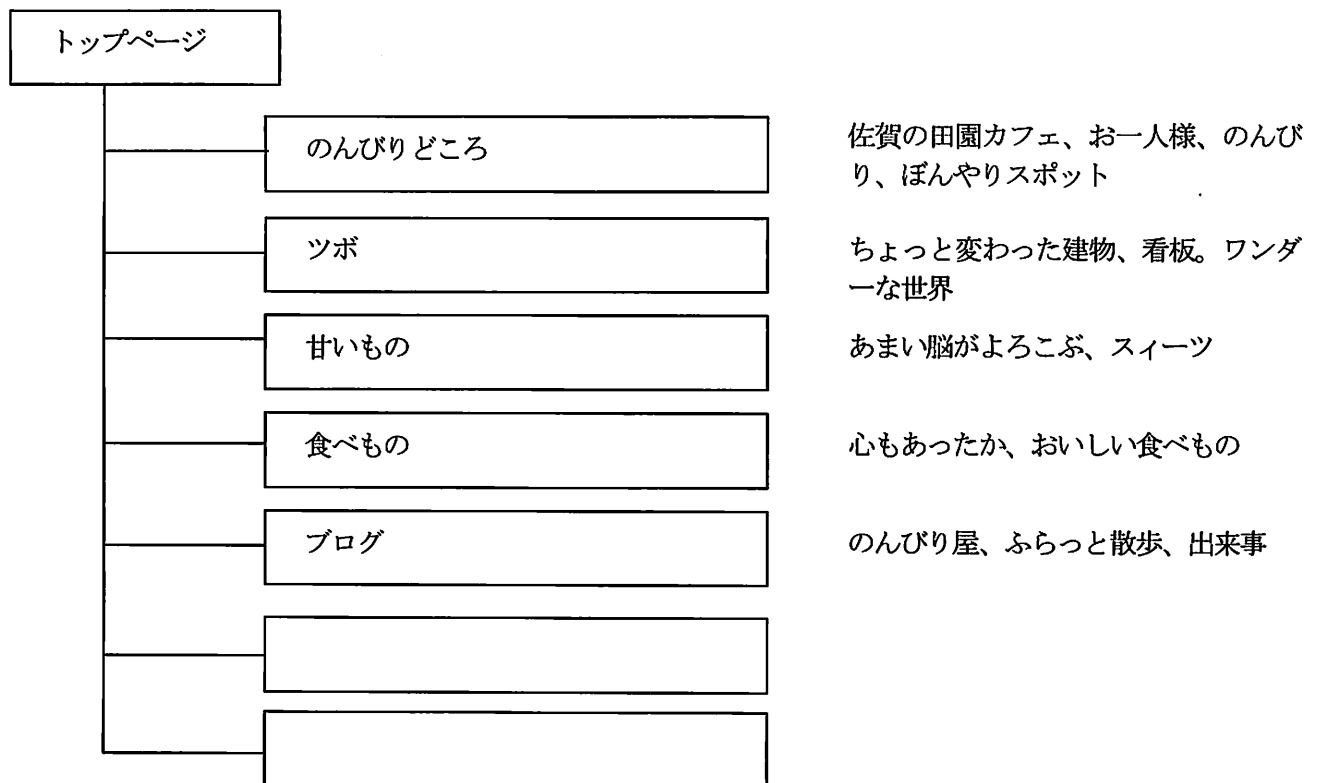 トップページ
のんびりどころ
佐賀の田園カフェ、お一人様、のんび
り、ぼんやりスポット
ツボ
ちょっと変わった建物、看板。ワンダ
ーな世界
甘いもの
あまい脳がよろこぶ、スィーツ
食べもの
心もあったか、おいしい食べもの
ブログ
のんびり屋、ふらっと散歩、出来事